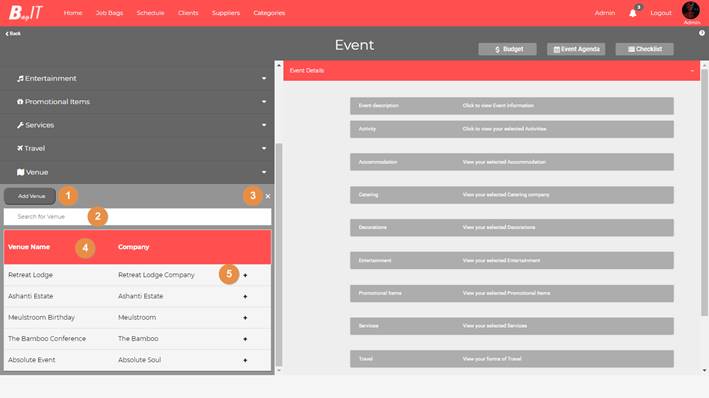 BagIT Home Job Bags Schedule Clients Suppliers Categories Admin 3 Logout
Admin
Back
Event
$ Budget Event Agenda Checklist
Entertainment
Promotional Items
Services
Travel
Venue
Add Venue 1 3 ×
Search for Venue 2
Venue Name 4 Company
Retreat Lodge Retreat Lodge Company 5 +
Ashanti Estate Ashanti Estate +
Meulstroom Birthday Meulstroom +
The Bamboo Conference The Bamboo +
Absolute Event Absolute Soul +
Event Details
Event description Click to view Event information
Activity Click to view your selected Activities
Accommodation View your selected Accommodation
Catering View your selected Catering company
Decorations View your selected Decorations
Entertainment View your selected Entertainment
Promotional Items View your selected Promotional Items
Services View your selected Services
Travel View your forms of Travel